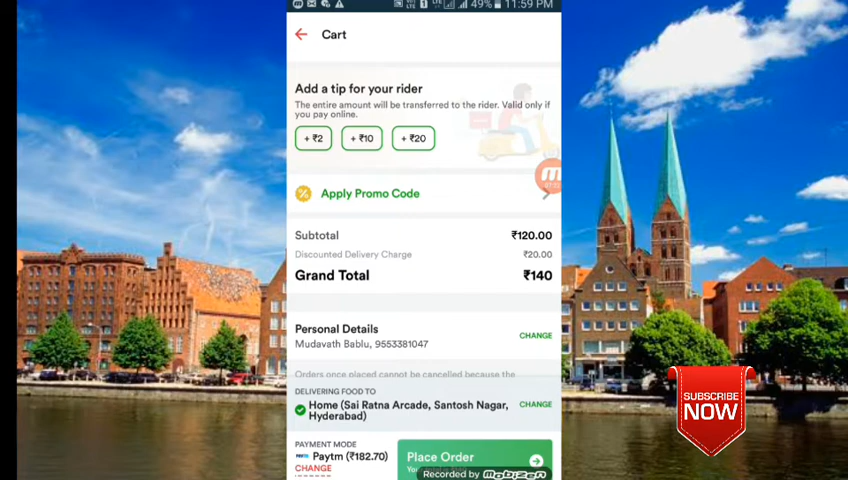 49% 11:59 PM
Cart
Add a tip for your rider
The entire amount will be transferred to the rider. Valid only if
you pay online.
+ ₹2 + ₹10 + ₹20
Apply Promo Code
Subtotal ₹120.00
Discounted Delivery Charge ₹20.00
Grand Total ₹140
Personal Details
CHANGE
Mudavath Bablu, 9553381047
Orders once placed cannot be cancelled because the
DELIVERING FOOD TO
Home (Sai Ratna Arcade, Santosh Nagar,
Hyderabad)
CHANGE
PAYMENT MODE
Paytm (₹182.70)
CHANGE
Place Order
Recorded by mobizen
SUBSCRIBE
NOW